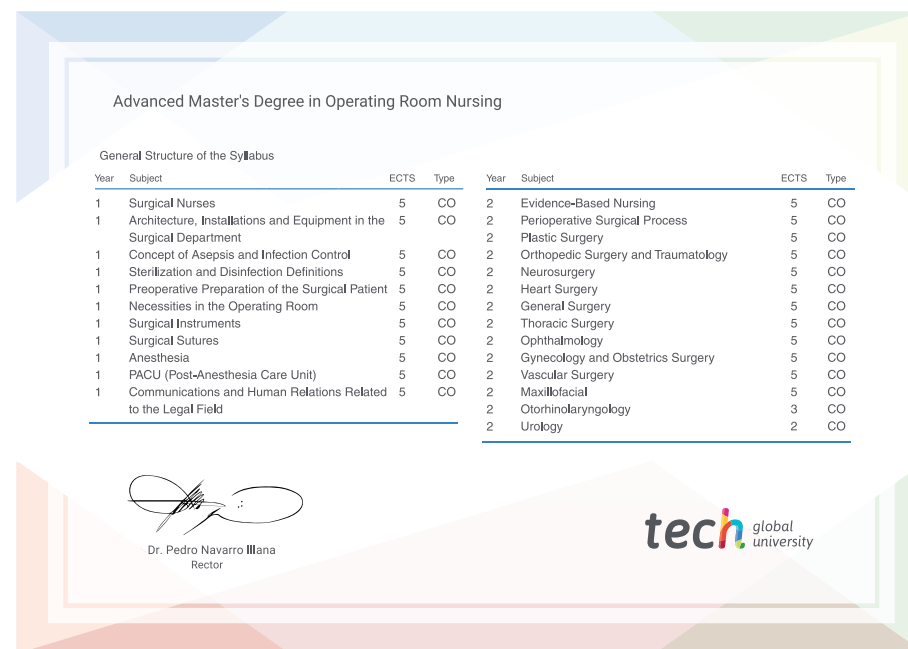 Advanced Master's Degree in Operating Room Nursing
General Structure of the Syllabus
Year Subject ECTS Type
1 Surgical Nurses 5 CO
1 Architecture, Installations and Equipment in the 5 CO
Surgical Department
1 Concept of Asepsis and Infection Control 5 CO
1 Sterilization and Disinfection Definitions 5 CO
1 Preoperative Preparation of the Surgical Patient 5 CO
1 Necessities in the Operating Room 5 CO
1 Surgical Instruments 5 CO
1 Surgical Sutures 5 CO
1 Anesthesia 5 CO
1 PACU (Post-Anesthesia Care Unit) 5 CO
1 Communications and Human Relations Related 5 CO
to the Legal Field
Year Subject ECTS Type
2 Evidence-Based Nursing 5 CO
2 Perioperative Surgical Process 5 CO
2 Plastic Surgery 5 CO
2 Orthopedic Surgery and Traumatology 5 CO
2 Neurosurgery 5 CO
2 Heart Surgery 5 CO
2 General Surgery 5 CO
2 Thoracic Surgery 5 CO
2 Ophthalmology 5 CO
2 Gynecology and Obstetrics Surgery 5 CO
2 Vascular Surgery 5 CO
2 Maxillofacial 5 CO
2 Otorhinolaryngology 3 CO
2 Urology 2 CO
Dr. Pedro Navarro Illana
Rector
tech global
university